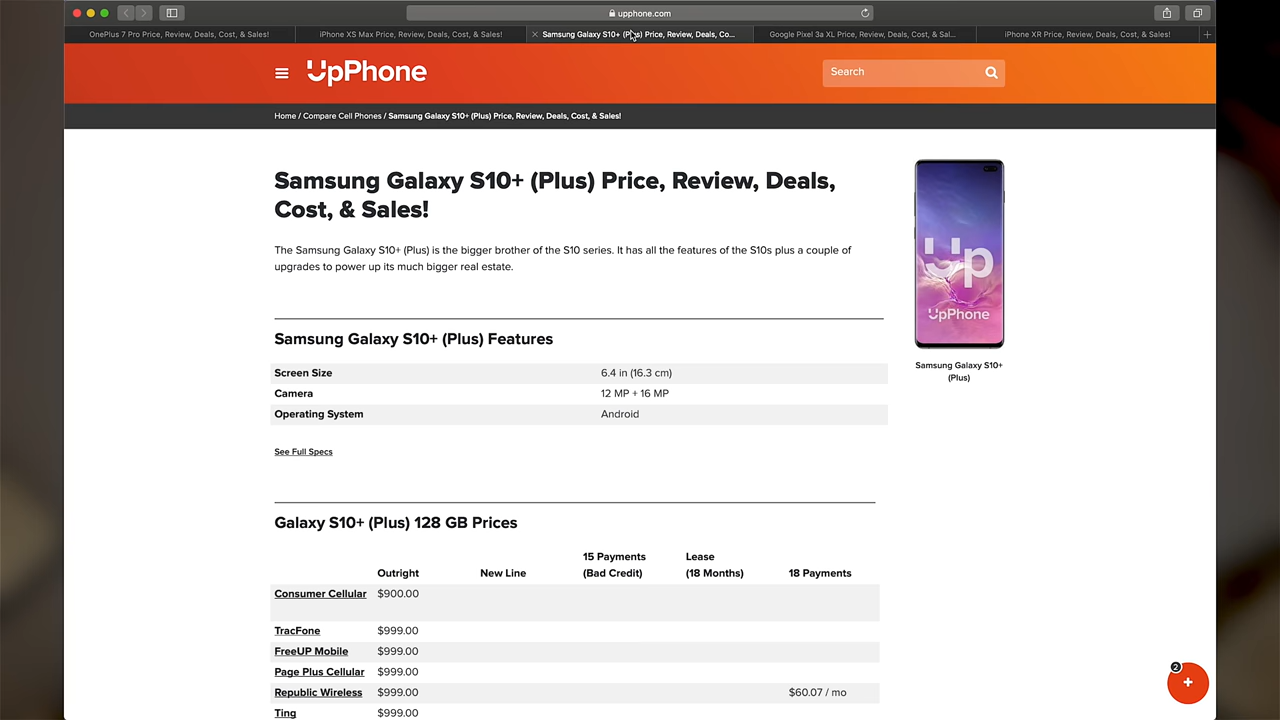 upphone.com
OnePlus 7 Pro Price, Review, Deals, Cost, & Sales!
iPhone XS Max Price, Review, Deals, Cost, & Sales!
Samsung Galaxy S10+ (Plus) Price, Review, Deals, Co...
Google Pixel 3a XL Price, Review, Deals, Cost, & Sal...
iPhone XR Price, Review, Deals, Cost, & Sales!
UpPhone
Search
Home / Compare Cell Phones / Samsung Galaxy S10+ (Plus) Price, Review, Deals, Cost, & Sales!
Samsung Galaxy S10+ (Plus) Price, Review, Deals,
Cost, & Sales!
The Samsung Galaxy S10+ (Plus) is the bigger brother of the S10 series. It has all the features of the S10s plus a couple of
upgrades to power up its much bigger real estate.
Up
UpPhone
Samsung Galaxy S10+
(Plus)
Samsung Galaxy S10+ (Plus) Features
Screen Size 6.4 in (16.3 cm)
Camera 12 MP + 16 MP
Operating System Android
See Full Specs
Galaxy S10+ (Plus) 128 GB Prices
15 Payments Lease
Outright New Line (Bad Credit) (18 Months) 18 Payments
Consumer Cellular $900.00
TracFone $999.00
FreeUP Mobile $999.00
Page Plus Cellular $999.00
Republic Wireless $999.00 $60.07 / mo
Ting $999.00
2
+